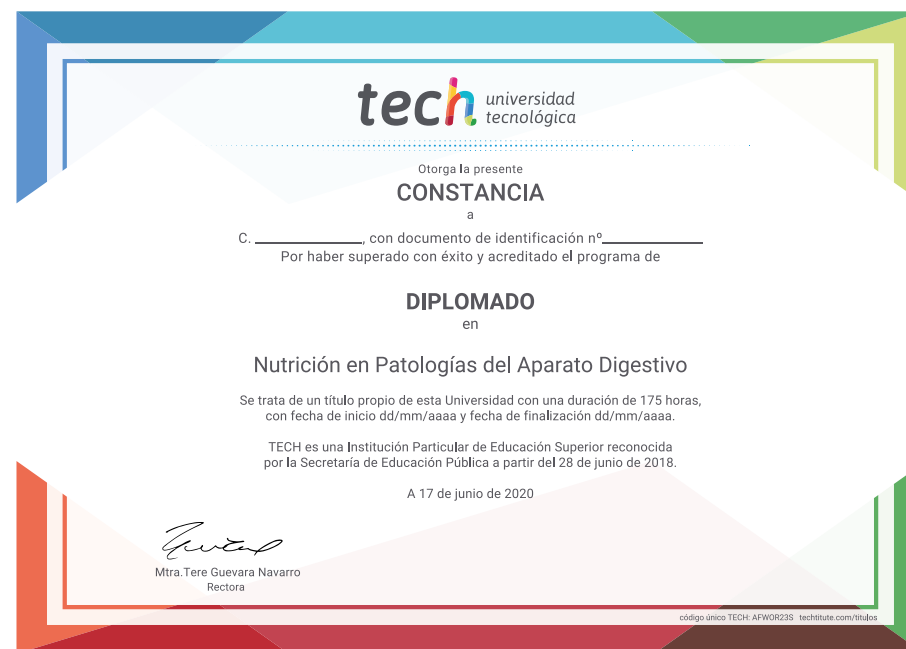 tech universidad
tecnológica
Otorga la presente
CONSTANCIA
a
C. ______________, con documento de identificación nº_____________
Por haber superado con éxito y acreditado el programa de
DIPLOMADO
en
Nutrición en Patologías del Aparato Digestivo
Se trata de un título propio de esta Universidad con una duración de 175 horas,
con fecha de inicio dd/mm/aaaa y fecha de finalización dd/mm/aaaa.
TECH es una Institución Particular de Educación Superior reconocida
por la Secretaría de Educación Pública a partir del 28 de junio de 2018.
A 17 de junio de 2020
Mtra.Tere Guevara Navarro
Rectora
código único TECH: AFWOR23S techtitute.com/titulos